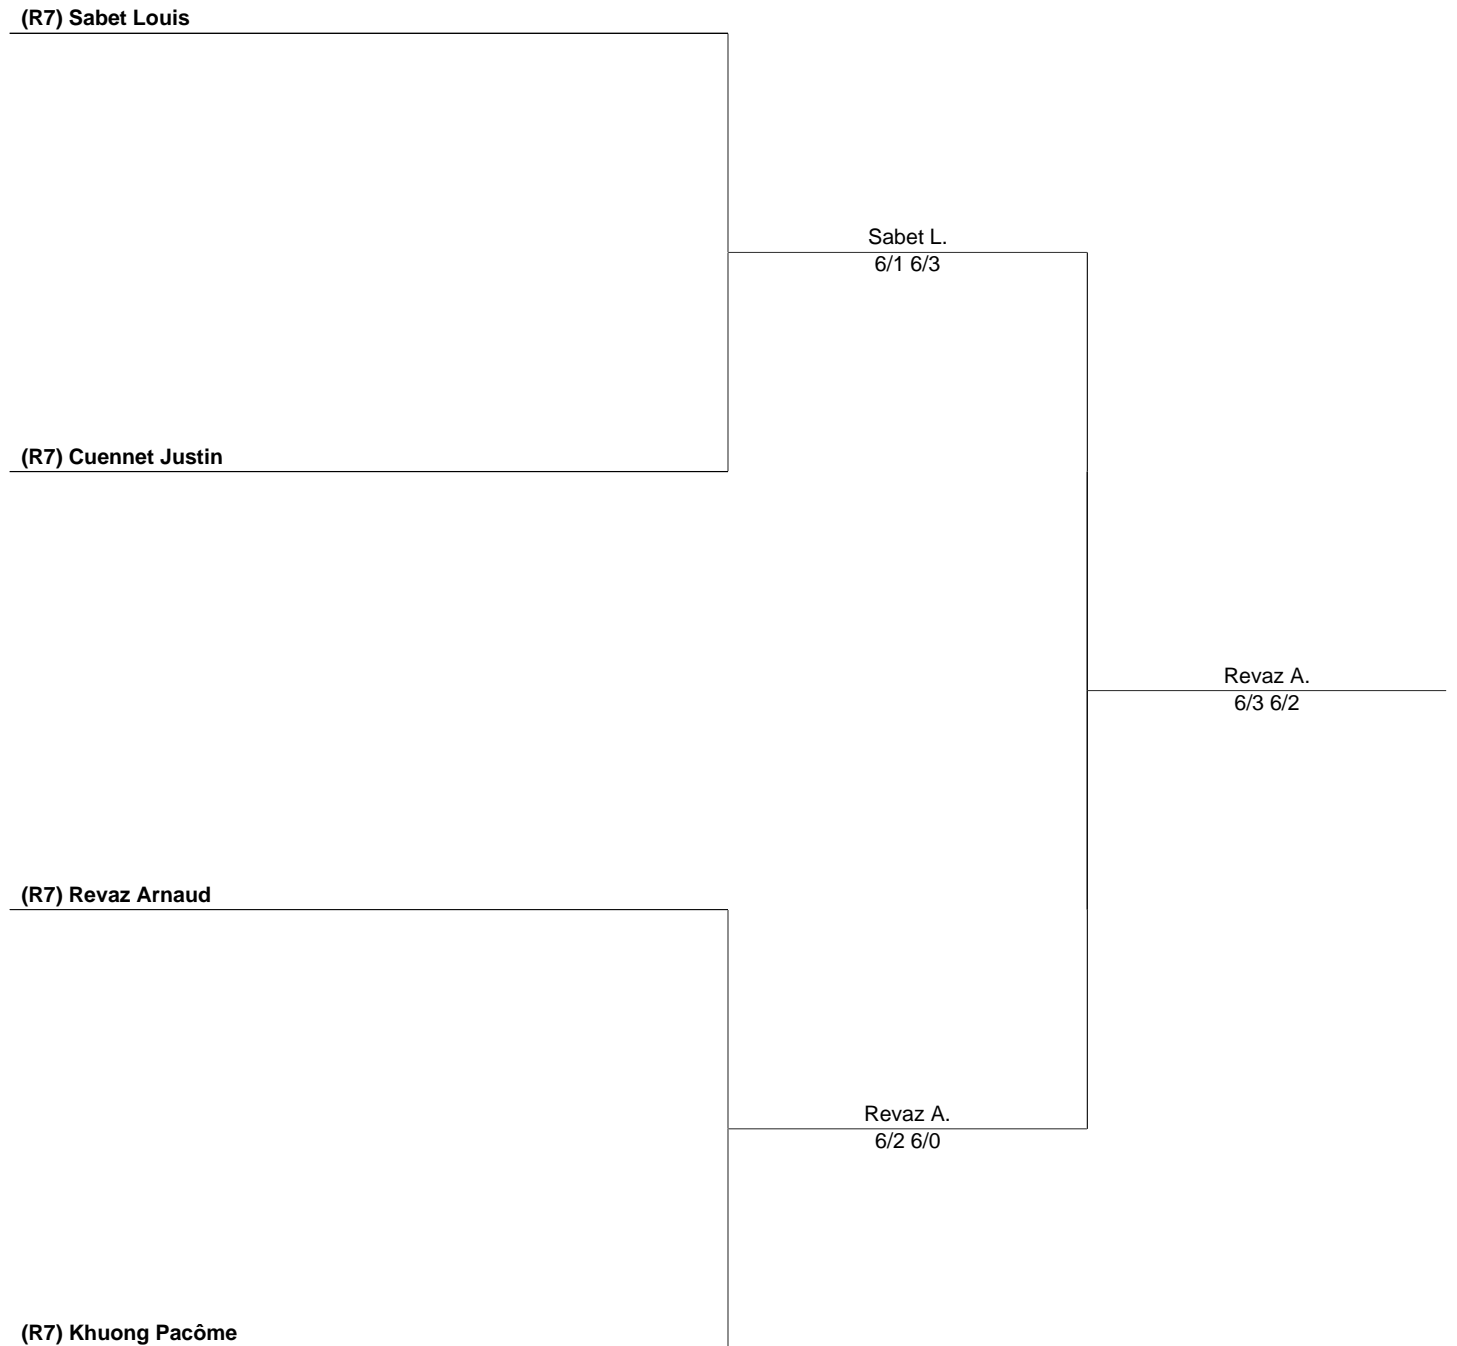 (R7) Sabet Louis
Sabet L.
6/1 6/3
(R7) Cuennet Justin
Revaz A.
6/3 6/2
(R7) Revaz Arnaud
Revaz A.
6/2 6/0
(R7) Khuong Pacôme